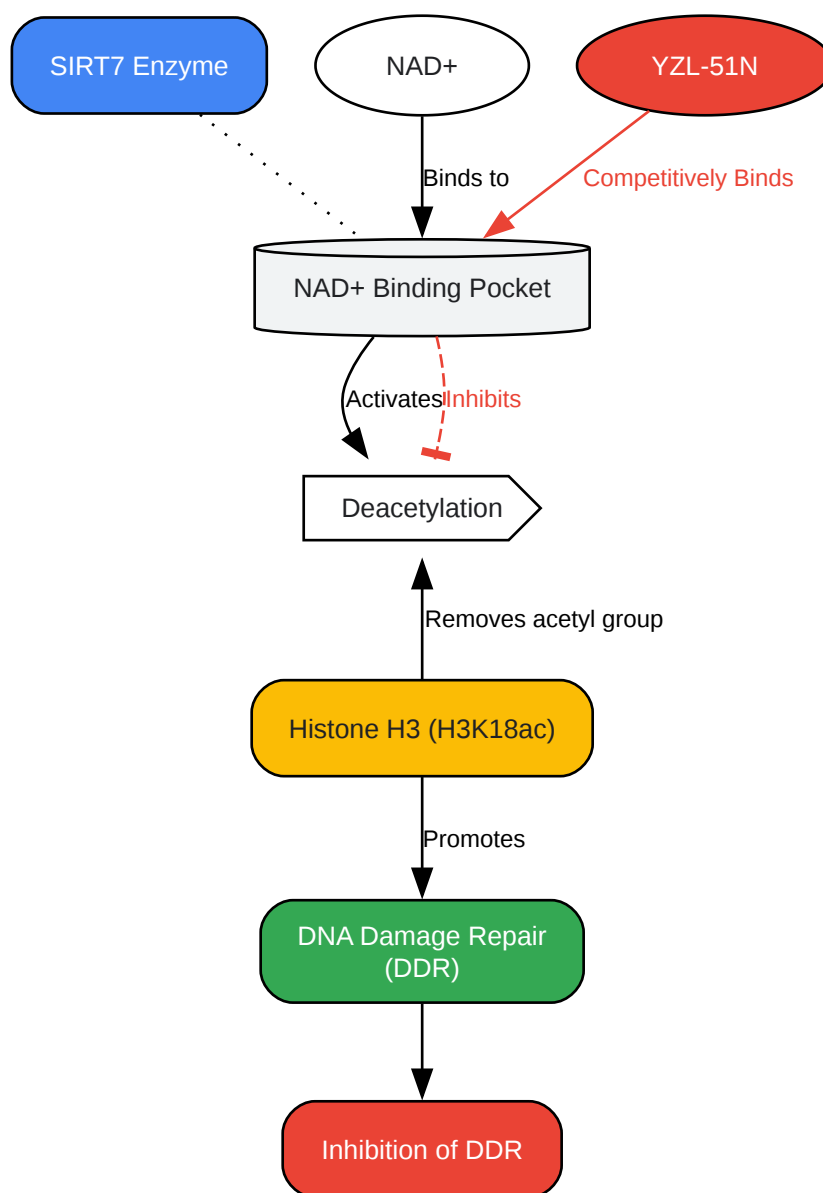 SIRT7 Enzyme
NAD+
YZL-51N
Binds to
Competitively Binds
NAD+ Binding Pocket
Activates
Inhibits
Deacetylation
Removes acetyl group
Histone H3 (H3K18ac)
Promotes
DNA Damage Repair
(DDR)
Inhibition of DDR